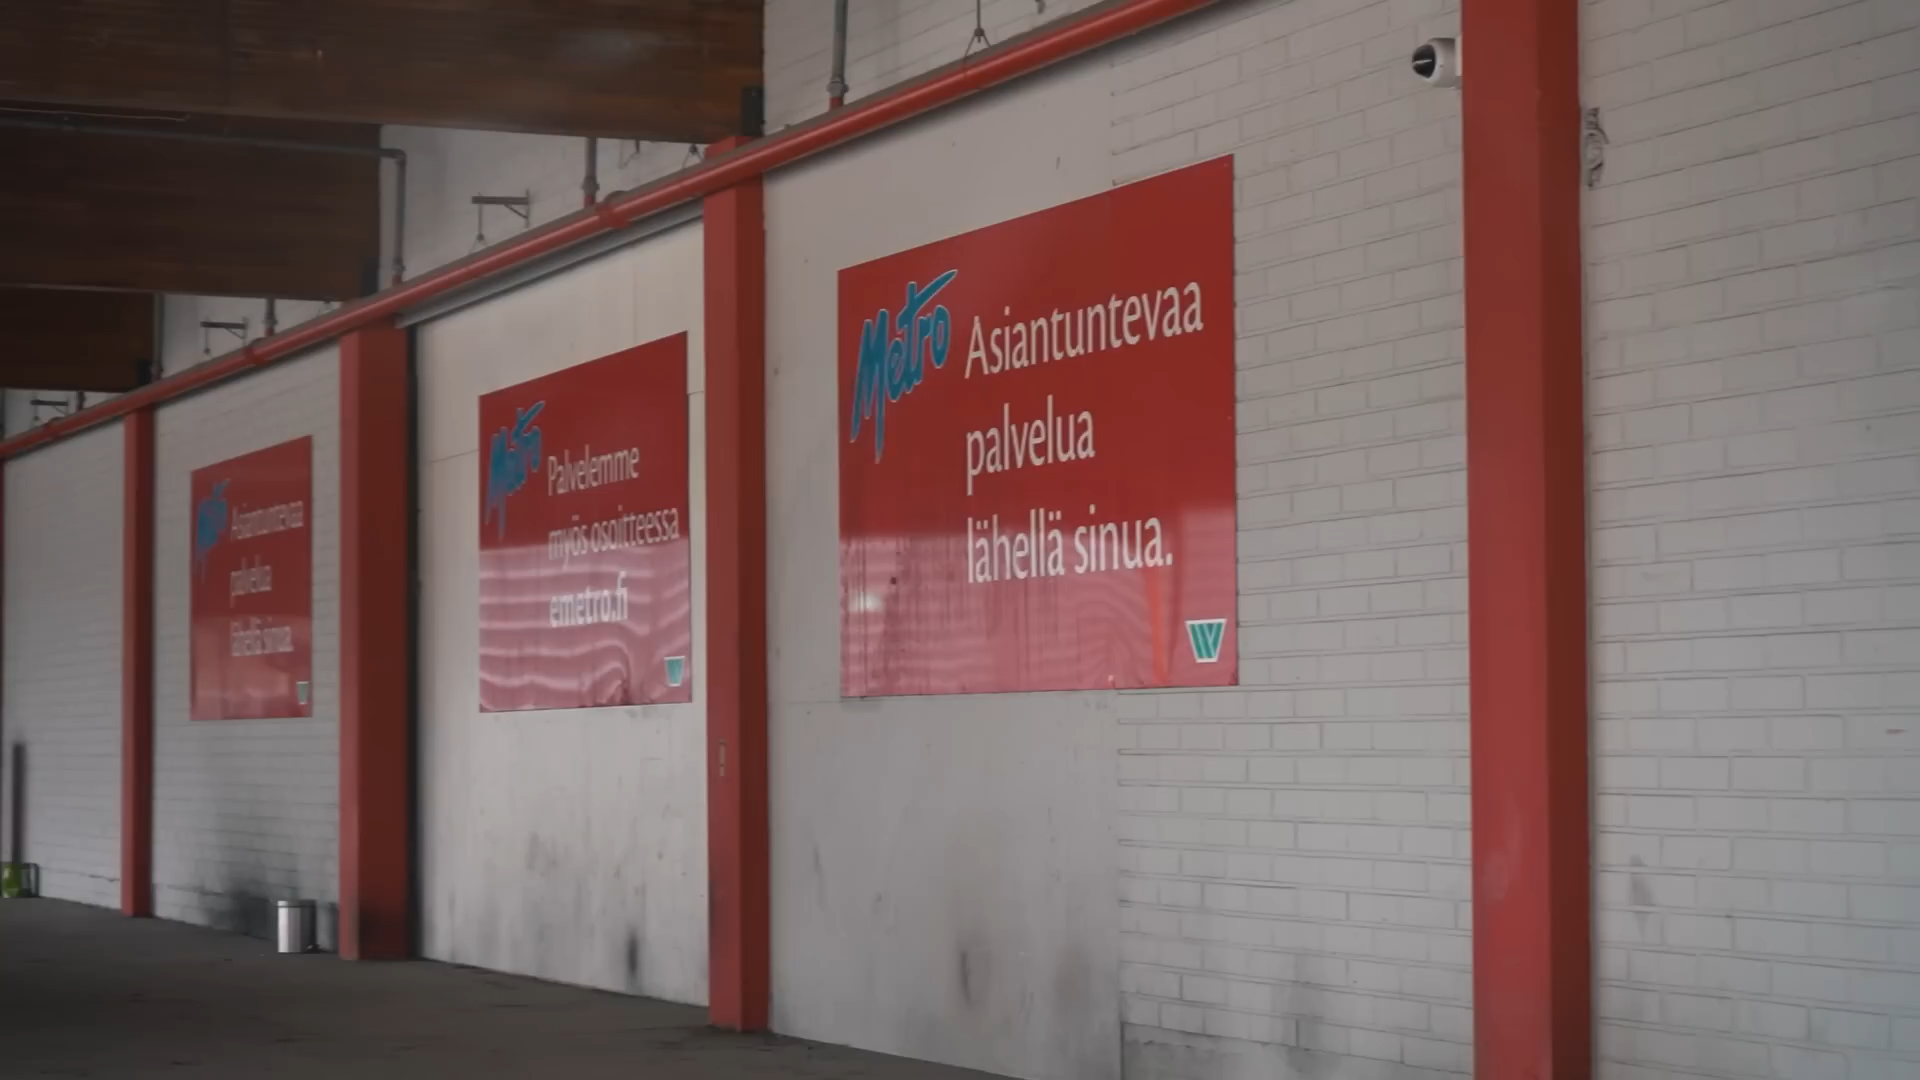 Metro
Asiantuntevaa
palvelua
lähellä sinua.
Metro
Palvelemme
myös osoitteessa
emetro.fi
Metro
Asiantuntevaa
palvelua
lähellä sinua.